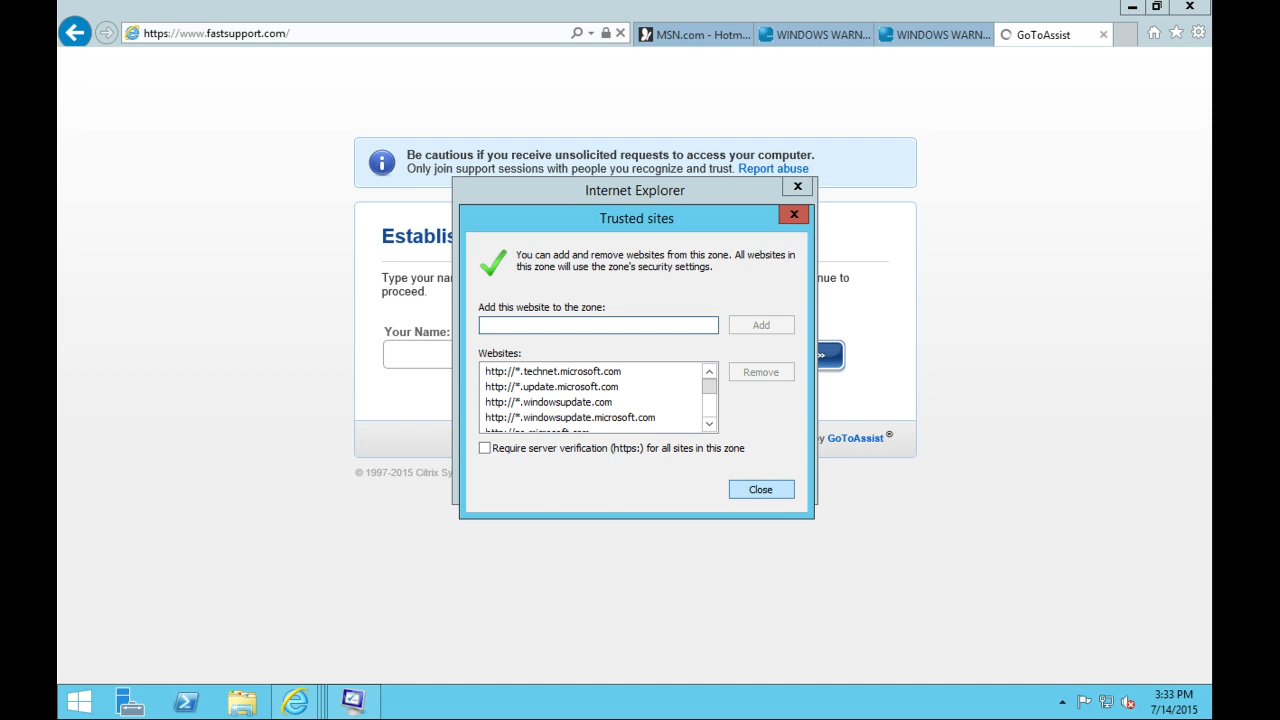 https://www.fastsupport.com/
MSN.com - Hotm...
WINDOWS WARN...
WINDOWS WARN...
GoToAssist
Be cautious if you receive unsolicited requests to access your computer.
Only join support sessions with people you recognize and trust. Report abuse
Internet Explorer
Trusted sites
Establis
You can add and remove websites from this zone. All websites in
this zone will use the zone's security settings.
Type your na
nue to
proceed.
Add this website to the zone:
Add
Your Name:
Websites:
http://*.technet.microsoft.com
Remove
http://*.update.microsoft.com
http://*.windowsupdate.com
http://*.windowsupdate.microsoft.com
Require server verification (https:) for all sites in this zone
by GoToAssist ®
© 1997-2015 Citrix Sy
Close
3:33 PM
7/14/2015